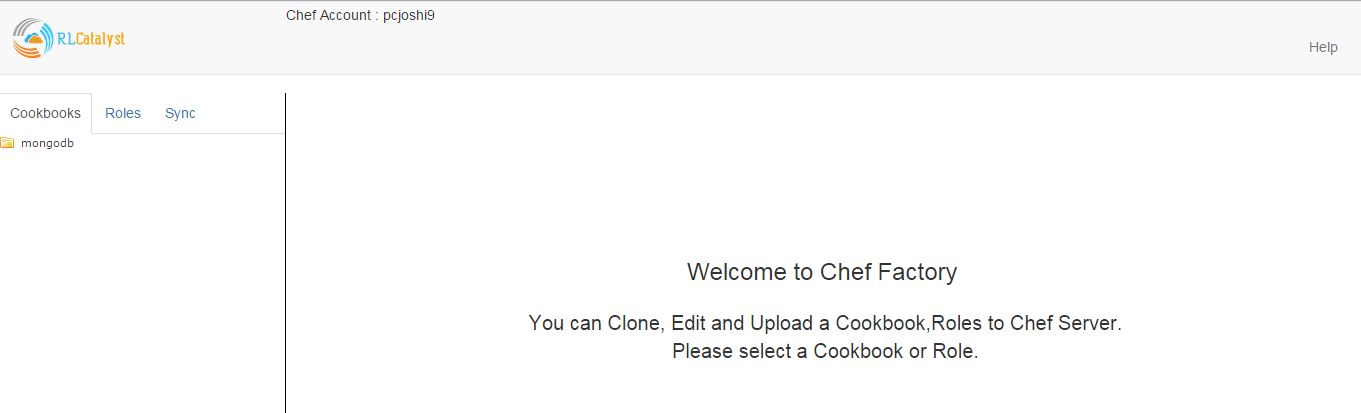 Chef Account : pcjoshi9
RLCatalyst
Help
Cookbooks Roles Sync
mongodb
Welcome to Chef Factory
You can Clone, Edit and Upload a Cookbook,Roles to Chef Server.
Please select a Cookbook or Role.